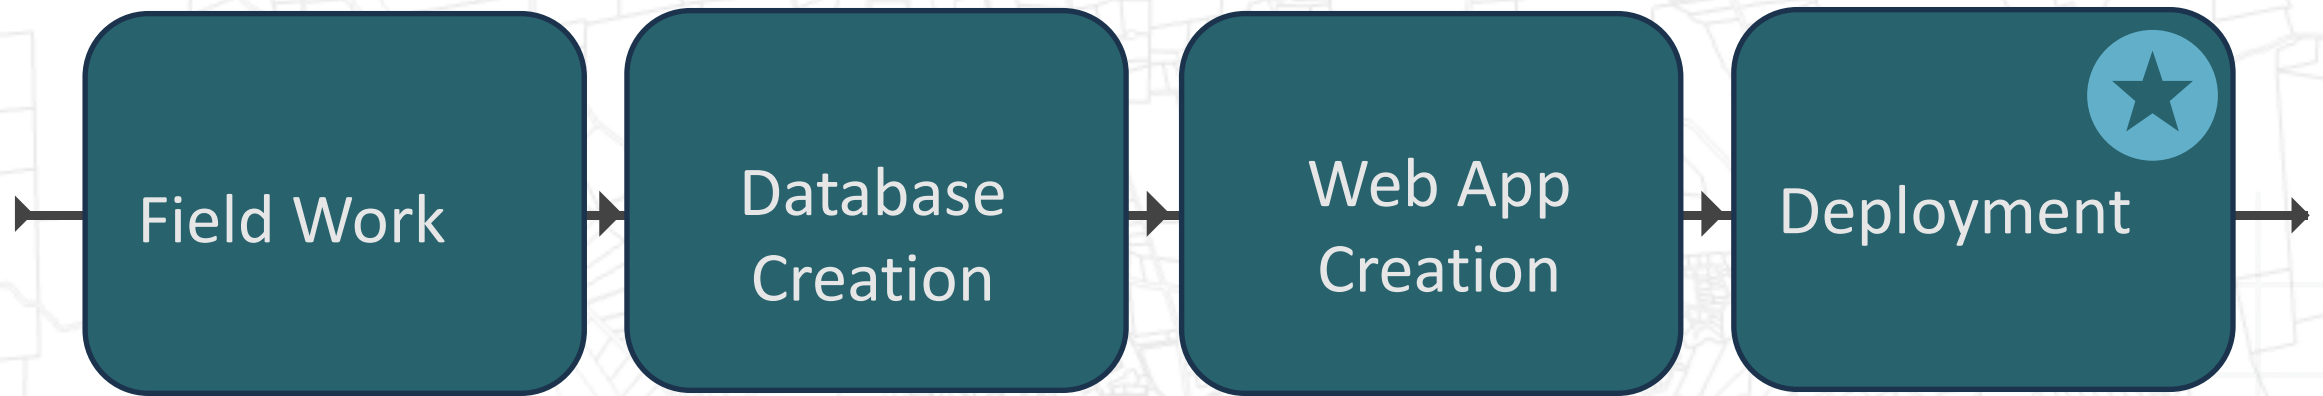 Field Work
Database
Creation
Web App
Creation
Deployment